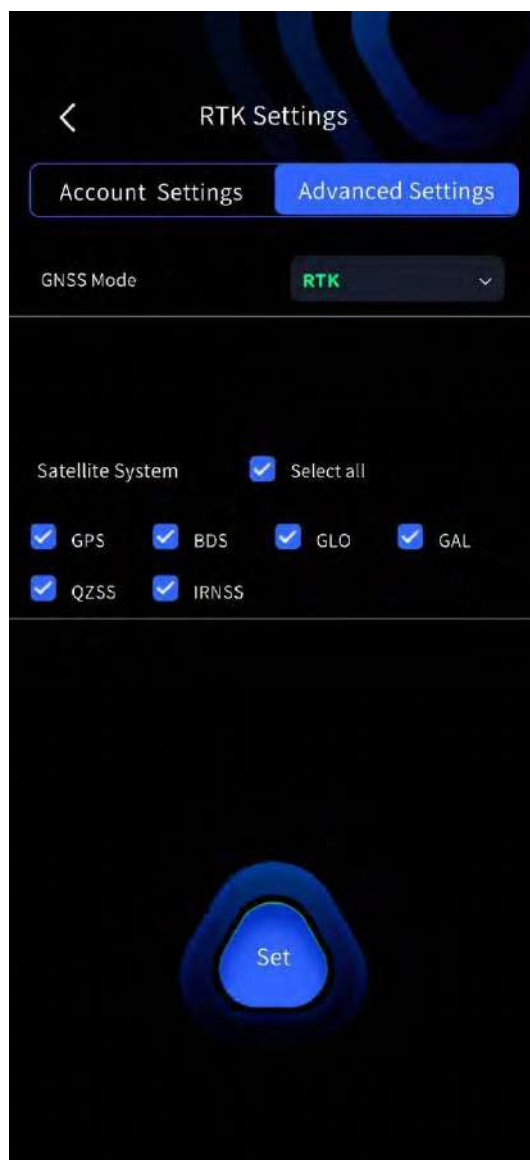 RTK Settings
Account Settings Advanced Settings
GNSS Mode RTK
Satellite System Select all
GPS BDS GLO GAL
QZSS IRNSS
Set